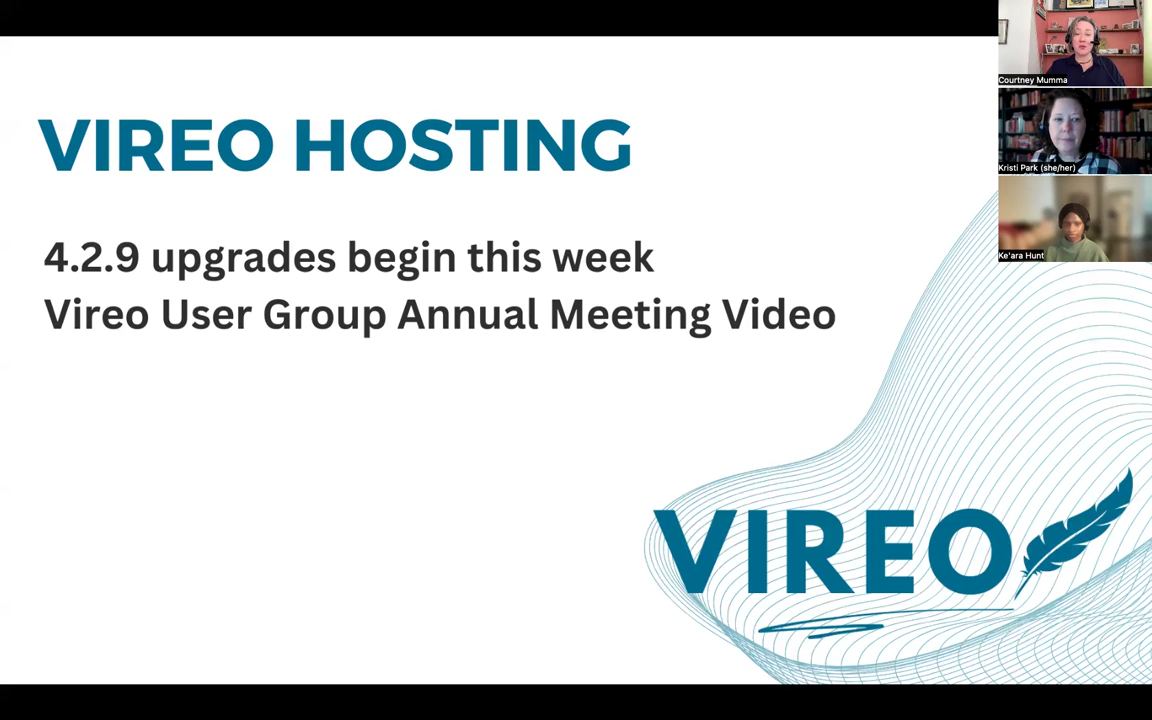 VIREO HOSTING
4.2.9 upgrades begin this week
Vireo User Group Annual Meeting Video
VIREO
Courtney Mumma
Kristi Park (she/her)
Ke'ara Hunt